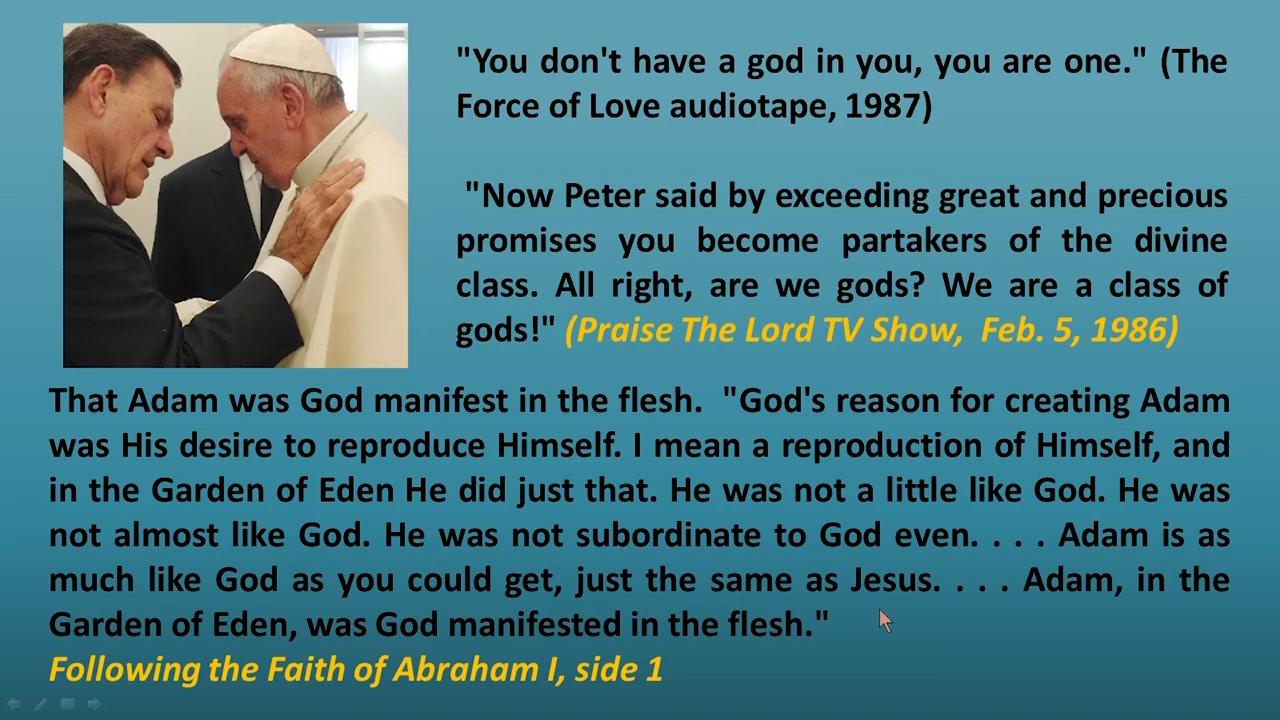 "You don't have a god in you, you are one." (The
Force of Love audiotape, 1987)
"Now Peter said by exceeding great and precious
promises you become partakers of the divine
class. All right, are we gods? We are a class of
gods!" (Praise The Lord TV Show, Feb. 5, 1986)
That Adam was God manifest in the flesh. "God's reason for creating Adam
was His desire to reproduce Himself. I mean a reproduction of Himself, and
in the Garden of Eden He did just that. He was not a little like God. He was
not almost like God. He was not subordinate to God even. . . . Adam is as
much like God as you could get, just the same as Jesus. . . . Adam, in the
Garden of Eden, was God manifested in the flesh."
Following the Faith of Abraham I, side 1